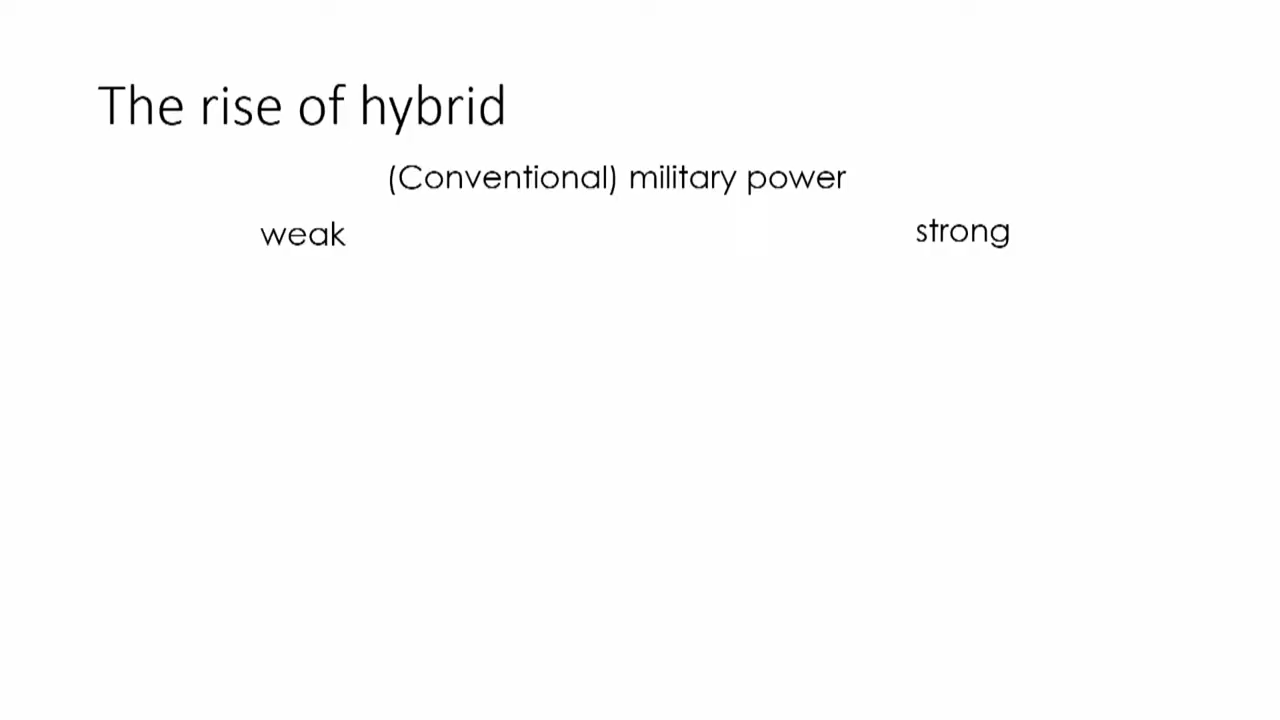 The rise of hybrid
(Conventional) military power
weak strong